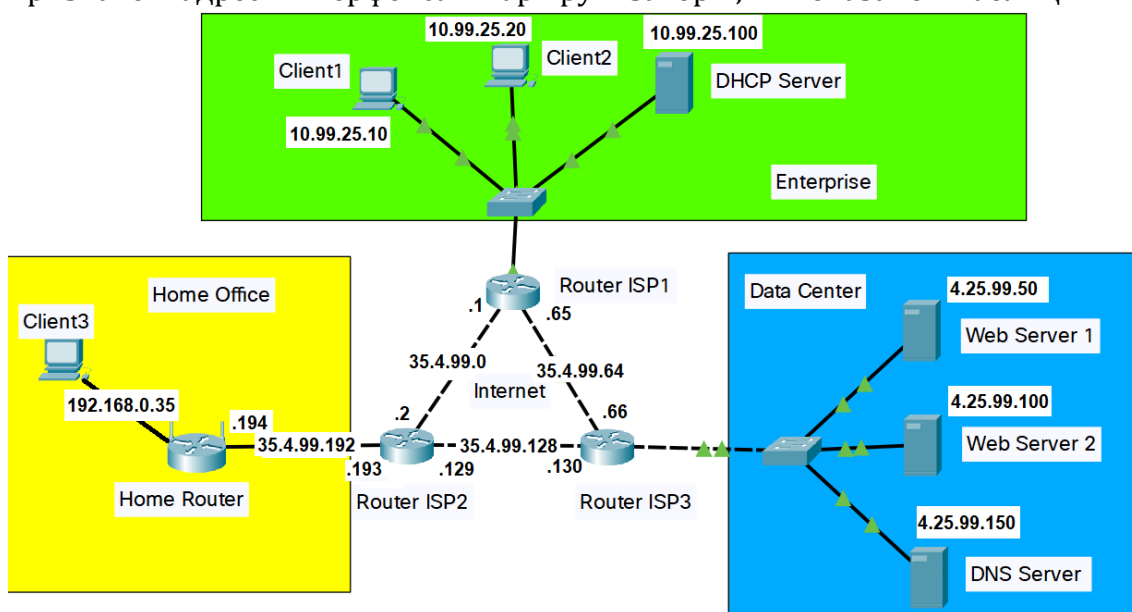 10.99.25.20
10.99.25.100
Client1
Client2
DHCP Server
10.99.25.10
Enterprise
Home Office
Router ISP1
Data Center
4.25.99.50
Client3
.1
.65
Web Server 1
35.4.99.0
35.4.99.64
Internet
192.168.0.35
.194
.2
.66
4.25.99.100
35.4.99.192
35.4.99.128
Web Server 2
.193
.129
.130
Home Router
Router ISP2
Router ISP3
4.25.99.150
DNS Server